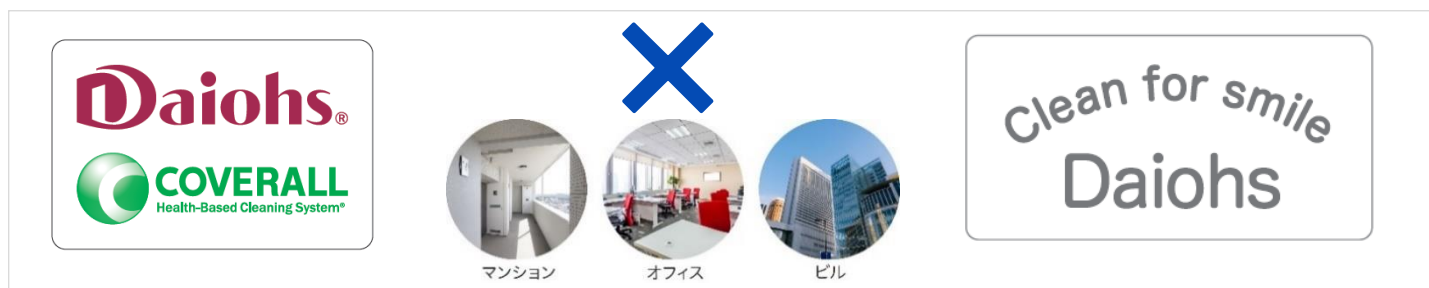 Daiohs®
COVERALL
Health-Based Cleaning System®
マンション
オフィス
ビル
Clean for smile
Daiohs